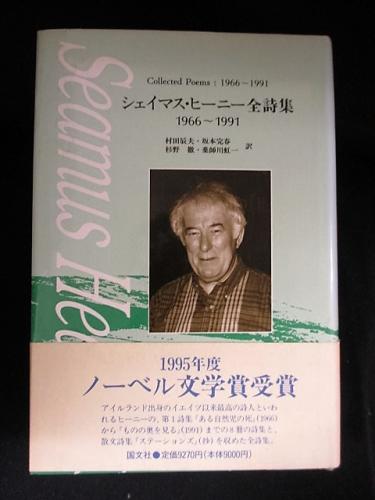 Seamus Hea
Collected Poems : 1966～1991
シェイマス・ヒーニー全詩集
1966～1991
村田辰夫・坂本完春
杉野 徹・薬師川虹一 訳
1995年度
ノーベル文学賞受賞
アイルランド出身のイエイツ以来最高の詩人といわ
れるヒーニーの、第1詩集『ある自然児の死』(1966)
から『ものの奥を見る』(1991)までの8冊の詩集と、
散文詩集『ステーションズ』(抄)を収めた全詩集。
国文社●定価9270円(本体9000円)